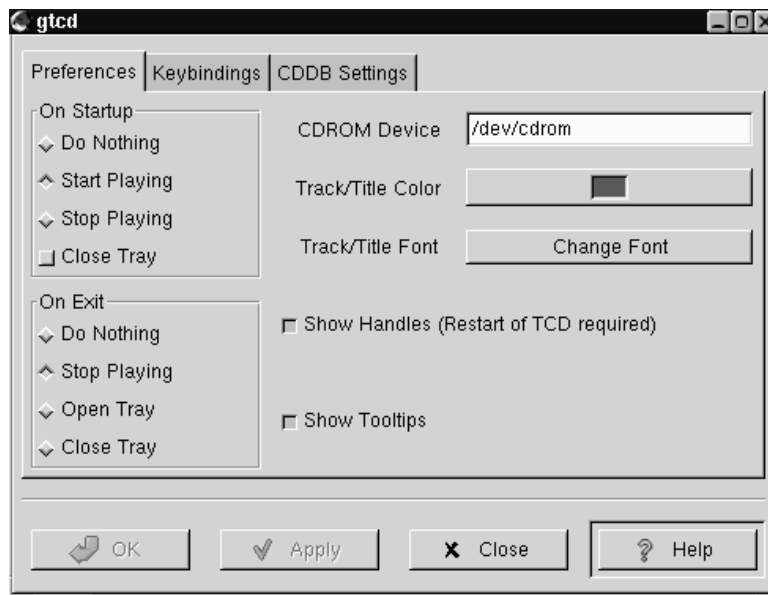 gtcd
Preferences Keybindings CDDB Settings
On Startup
Do Nothing
Start Playing
Stop Playing
Close Tray
On Exit
Do Nothing
Stop Playing
Open Tray
Close Tray
CDROM Device /dev/cdrom
Track/Title Color
Track/Title Font Change Font
Show Handles (Restart of TCD required)
Show Tooltips
OK Apply Close Help